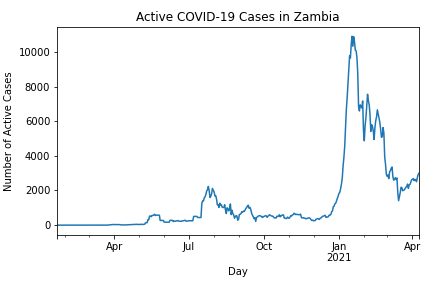 Active COVID-19 Cases in Zambia
Number of Active Cases
10000
8000
6000
4000
2000
0
Apr
Jul
Oct
Jan
2021
Apr
Day